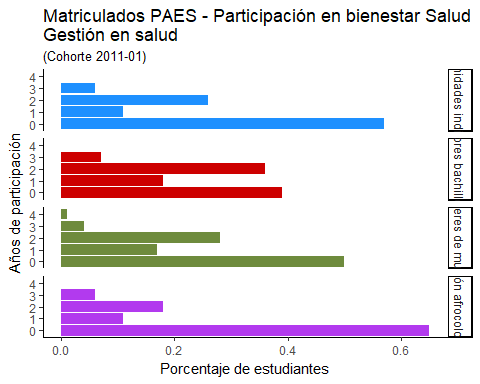 Matriculados PAES - Participación en bienestar Salud
Gestión en salud
(Cohorte 2011-01)
Años de participación
4
3
2
1
0
4
3
2
1
0
4
3
2
1
0
4
3
2
1
0
idades ind
res bachill
eres de mu
ón afrocolo
0.0
0.2
0.4
0.6
Porcentaje de estudiantes